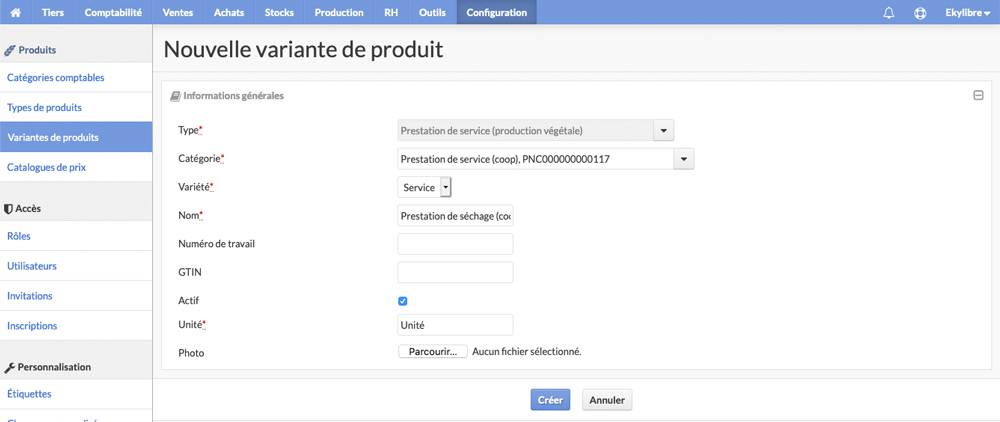 Tiers Comptabilité Ventes Achats Stocks Production RH Outils Configuration Ekylibre
Produits
Catégories comptables
Types de produits
Variantes de produits
Catalogues de prix
Accès
Rôles
Utilisateurs
Invitations
Inscriptions
Personnalisation
Étiquettes
Nouvelle variante de produit
Informations générales
Type* Prestation de service (production végétale)
Catégorie* Prestation de service (coop), PNC000000000117
Variété* Service
Nom* Prestation de séchage (coo
Numéro de travail
GTIN
Actif
Unité* Unité
Photo Parcourir... Aucun fichier sélectionné.
Créer Annuler